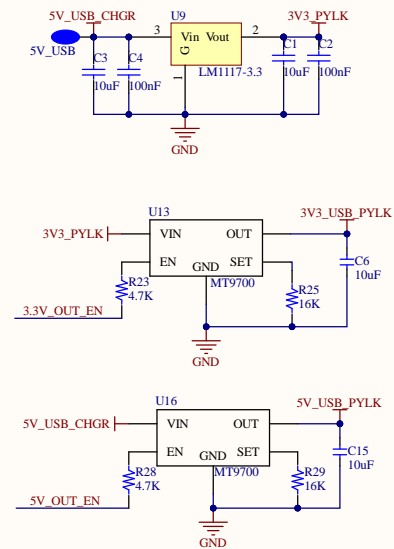 5V_USB_CHGR U9 3V3_PYLK
5V_USB 3 Vin Vout 2
C3 C4 G C1 C2
10uF 100nF 1 LM1117-3.3 10uF 100nF
GND
U13 3V3_USB_PYLK
3V3_PYLK VIN OUT
EN GND SET C6
R23 MT9700 R25 10uF
4.7K 16K
3.3V_OUT_EN
GND
U16 5V_USB_PYLK
5V_USB_CHGR VIN OUT
EN GND SET C15
R28 MT9700 R29 10uF
4.7K 16K
5V_OUT_EN
GND